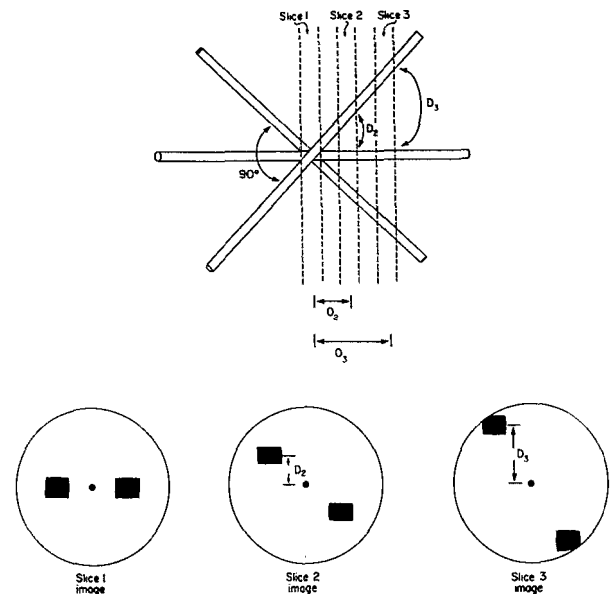 Slice 1 Slice 2 Slice 3
D3
D2
90°
O2
O3
D2
D3
Slice 1
image
Slice 2
image
Slice 3
image